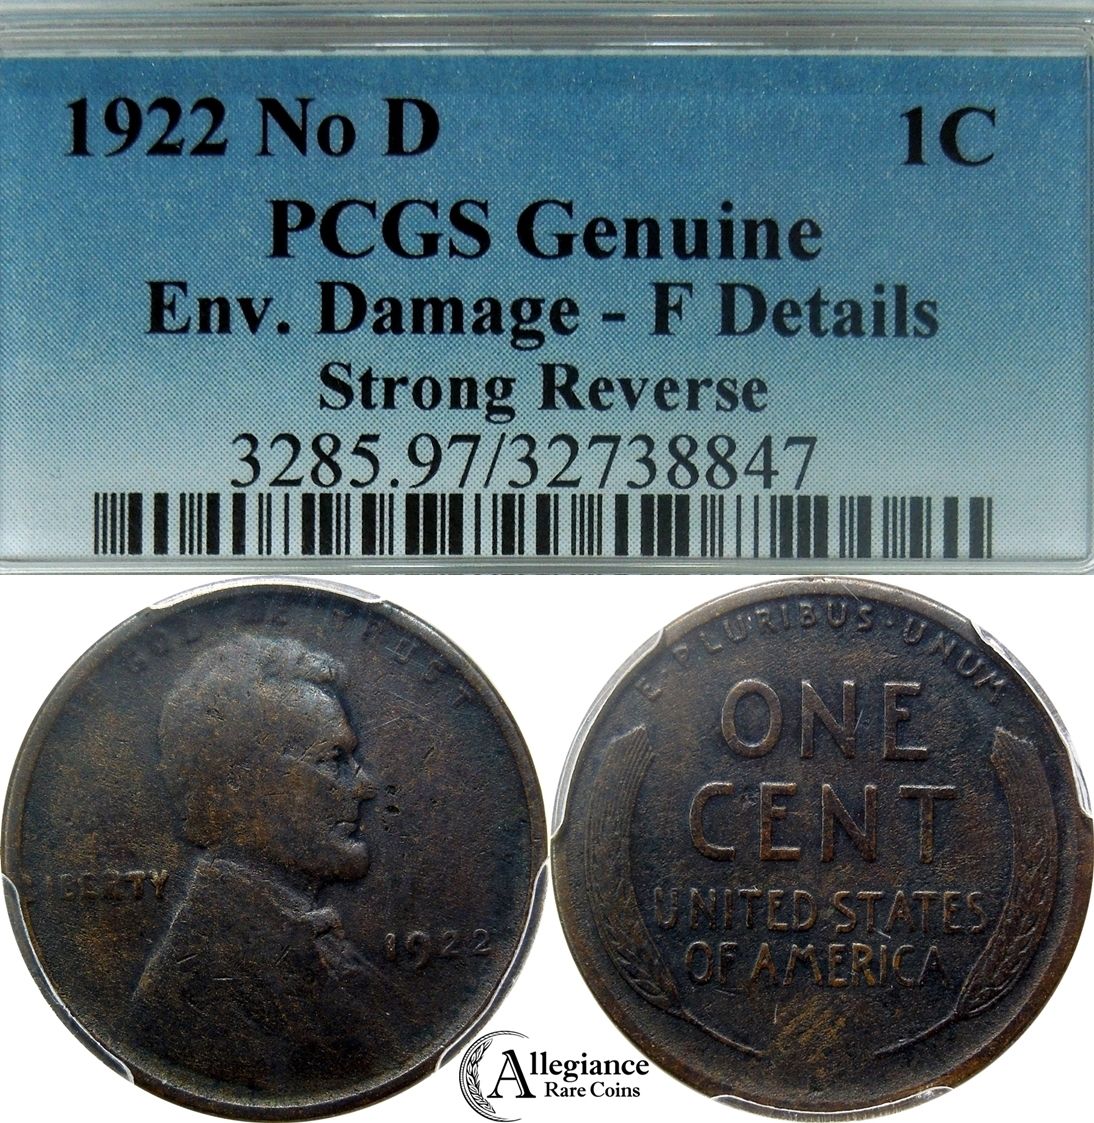 1922 No D 1C
PCGS Genuine
Env. Damage - F Details
Strong Reverse
3285.97/32738847
LIBERTY
1922
E·PLURIBUS·UNUM
ONE
CENT
UNITED STATES
OF AMERICA
Allegiance
Rare Coins